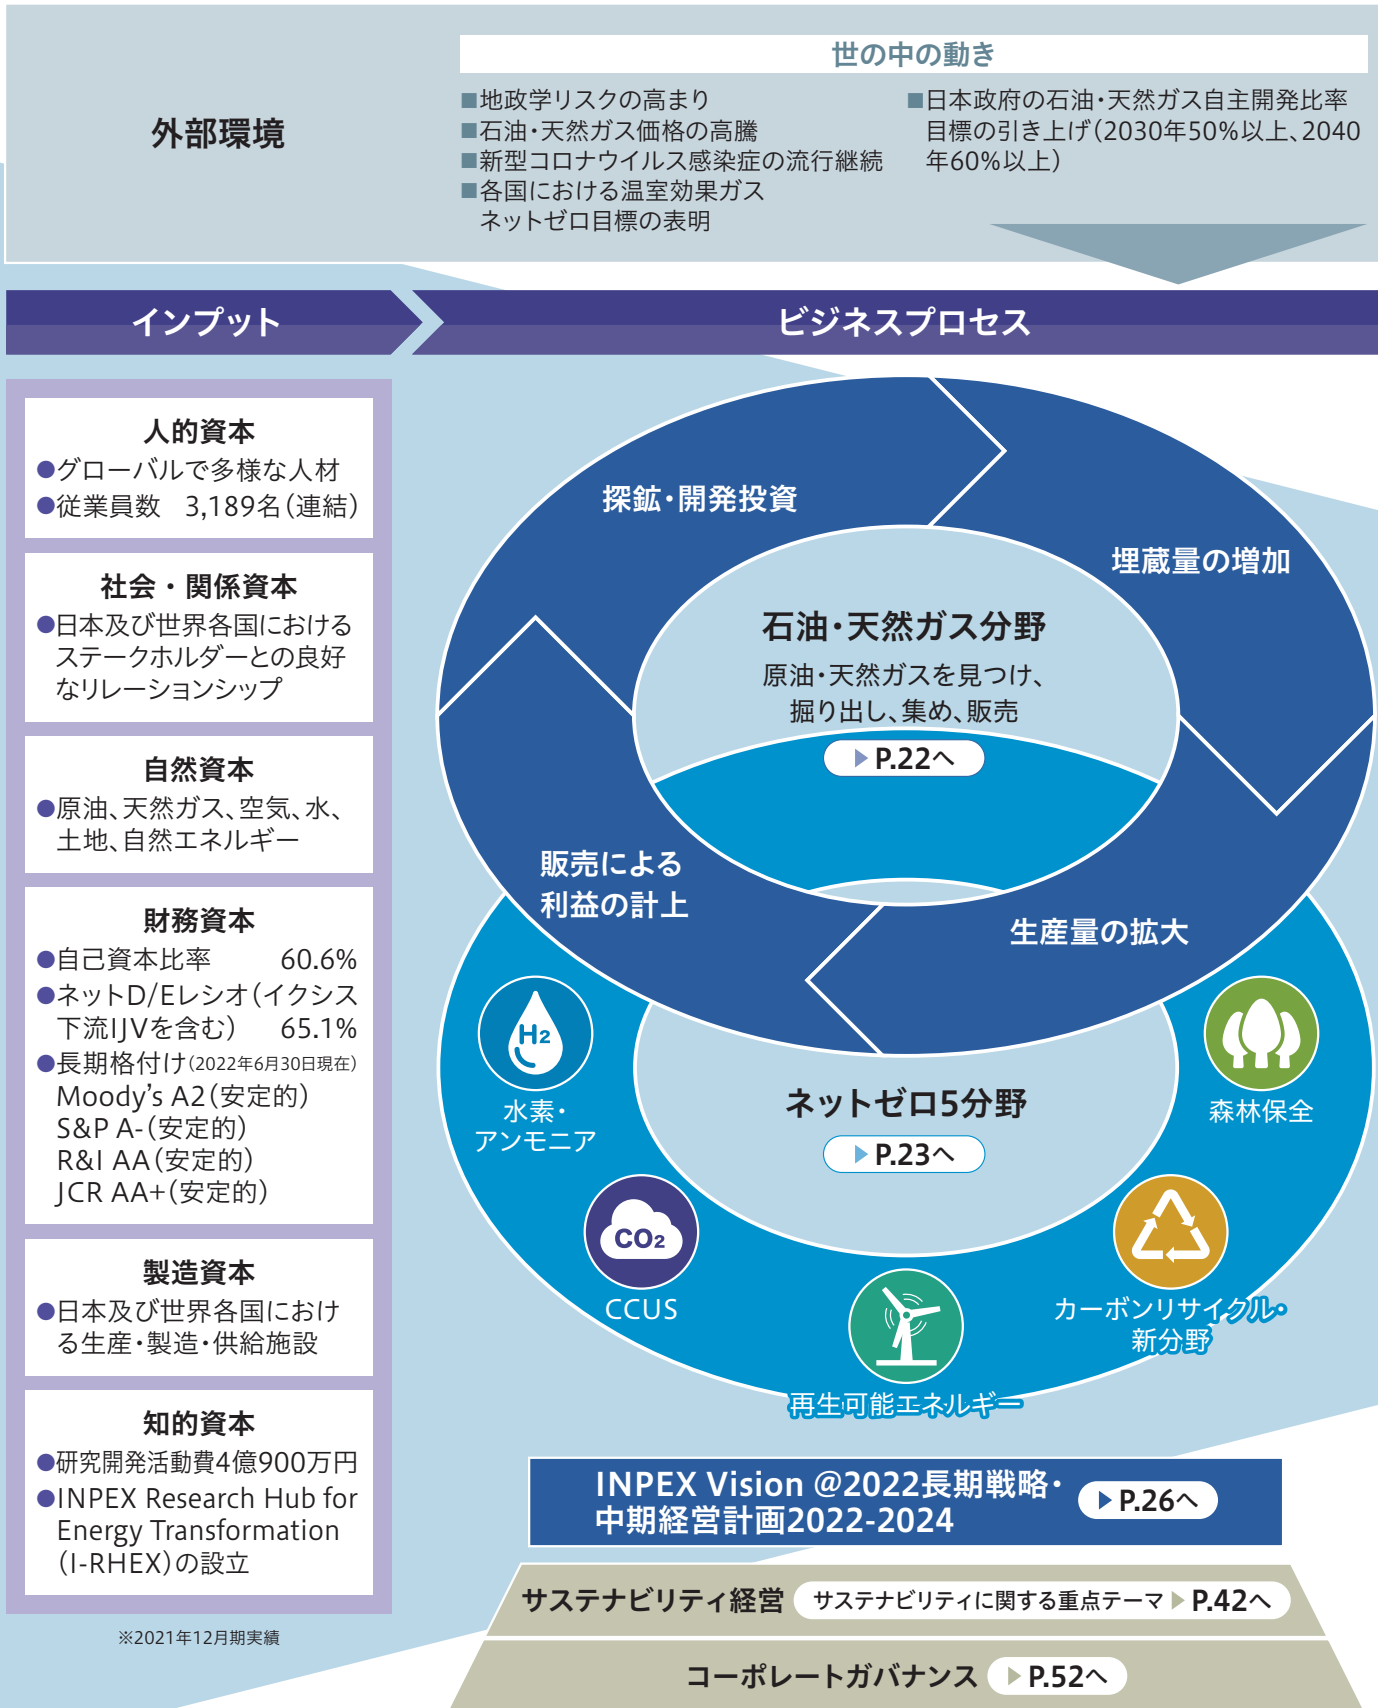 外部環境
世の中の動き
■地政学リスクの高まり
■石油・天然ガス価格の高騰
■新型コロナウイルス感染症の流行継続
■各国における温室効果ガス
ネットゼロ目標の表明
■日本政府の石油・天然ガス自主開発比率
目標の引き上げ(2030年50%以上、2040
年60%以上)
インプット
ビジネスプロセス
人的資本
●グローバルで多様な人材
●従業員数 3,189名(連結)
社会・関係資本
●日本及び世界各国における
ステークホルダーとの良好
なリレーションシップ
自然資本
●原油、天然ガス、空気、水、
土地、自然エネルギー
財務資本
●自己資本比率 60.6%
●ネットD/Eレシオ(イクシス
下流IJVを含む) 65.1%
●長期格付け(2022年6月30日現在)
Moody's A2(安定的)
S&P A-(安定的)
R&I AA(安定的)
JCR AA+(安定的)
製造資本
●日本及び世界各国におけ
る生産・製造・供給施設
知的資本
●研究開発活動費4億900万円
●INPEX Research Hub for
Energy Transformation
(I-RHEX)の設立
※2021年12月期実績
探鉱・開発投資
埋蔵量の増加
石油・天然ガス分野
原油・天然ガスを見つけ、
掘り出し、集め、販売
▶P.22へ
販売による
利益の計上
生産量の拡大
H2
水素・
アンモニア
ネットゼロ5分野
▶P.23へ
森林保全
CO2
CCUS
カーボンリサイクル・
新分野
再生可能エネルギー
INPEX Vision @2022長期戦略・
中期経営計画2022-2024
▶P.26へ
サステナビリティ経営 サステナビリティに関する重点テーマ▶P.42へ
コーポレートガバナンス ▶P.52へ